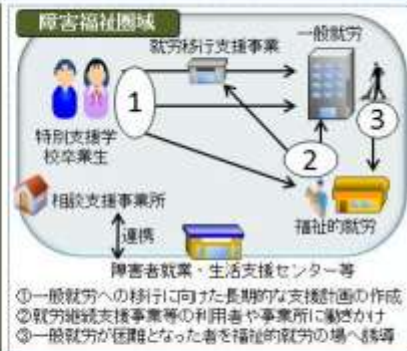 障害福祉圏域
一般就労
就労移行支援事業
1
3
特別支援学
校卒業生
2
相談支援事業所
福祉的就労
連携
障害者就業・生活支援センター等
①一般就労への移行に向けた長期的な支援計画の作成
②就労継続支援事業等の利用者や事業所に働きかけ
③一般就労が困難となった者を福祉的就労の場へ誘導